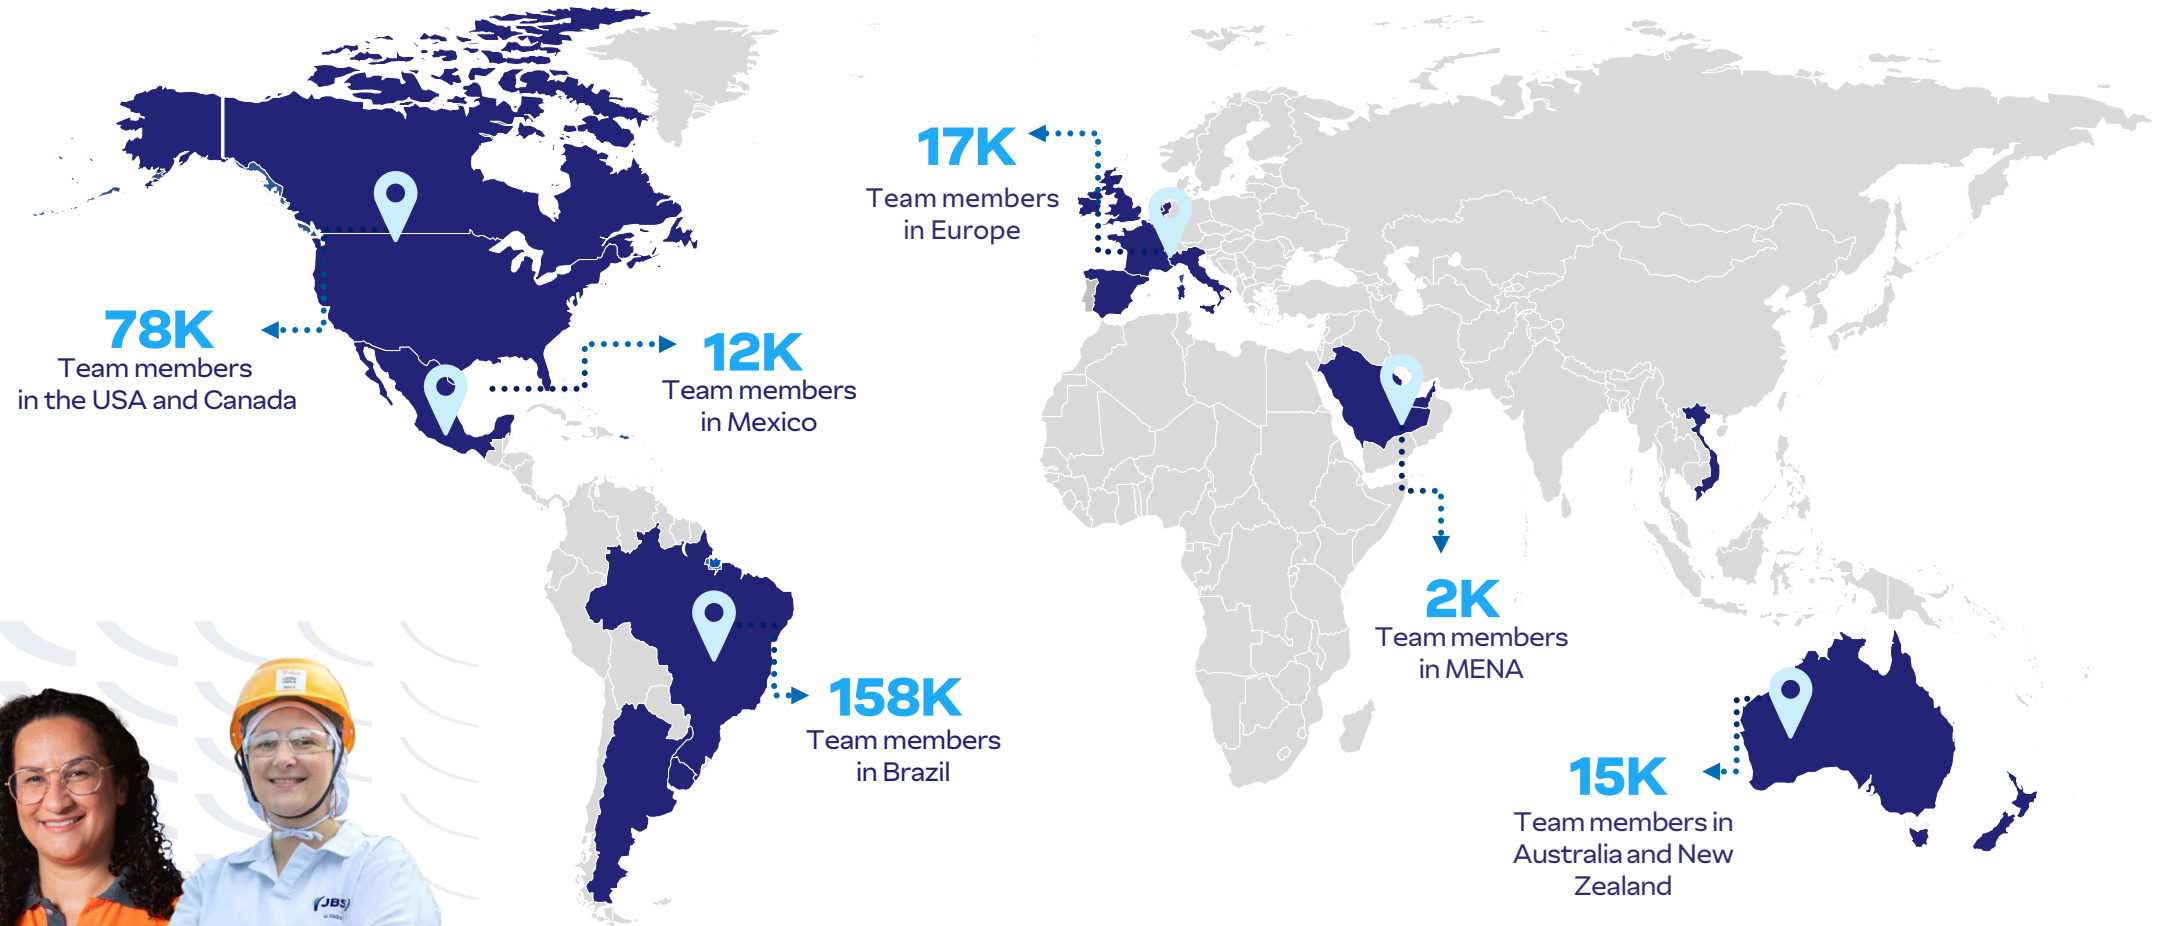 17K
Team members
in Europe
78K
Team members
in the USA and Canada
12K
Team members
in Mexico
2K
Team members
in MENA
158K
Team members
in Brazil
15K
Team members in
Australia and New
Zealand
JBS